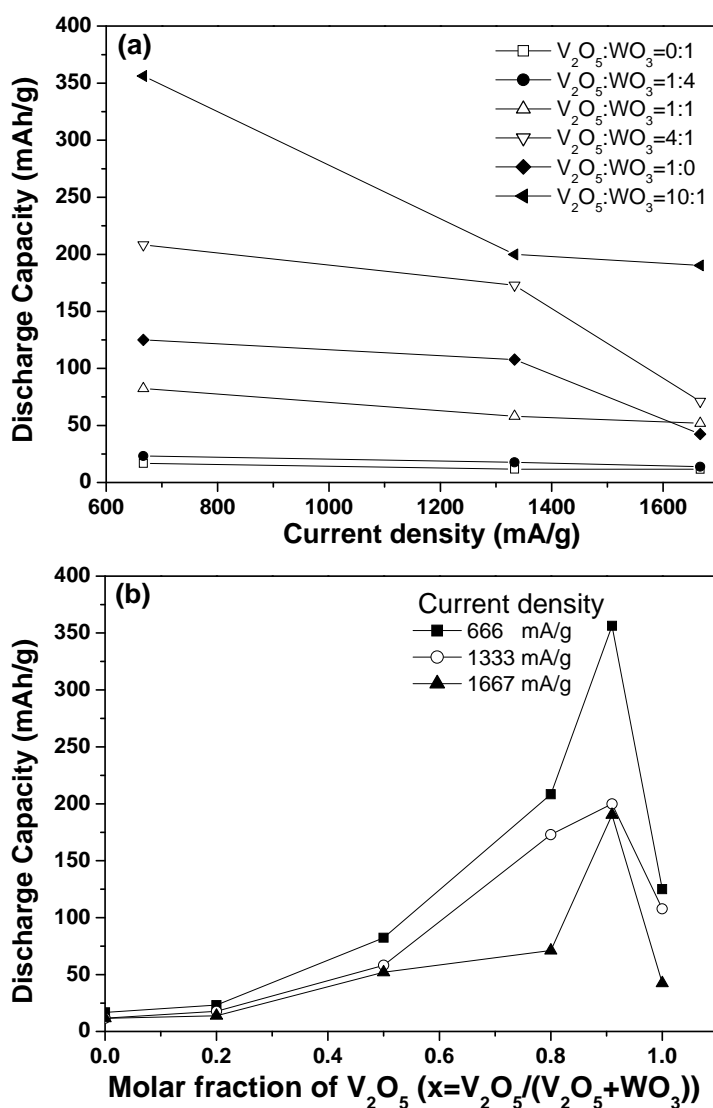 (a)
V₂O₅:WO₃=0:1
V₂O₅:WO₃=1:4
V₂O₅:WO₃=1:1
V₂O₅:WO₃=4:1
V₂O₅:WO₃=1:0
V₂O₅:WO₃=10:1
400
350
300
250
200
150
100
50
0
Discharge Capacity (mAh/g)
600 800 1000 1200 1400 1600
Current density (mA/g)
(b)
Current density
666 mA/g
1333 mA/g
1667 mA/g
400
350
300
250
200
150
100
50
0
Discharge Capacity (mAh/g)
0.0 0.2 0.4 0.6 0.8 1.0
Molar fraction of V₂O₅ (x=V₂O₅/(V₂O₅+WO₃))